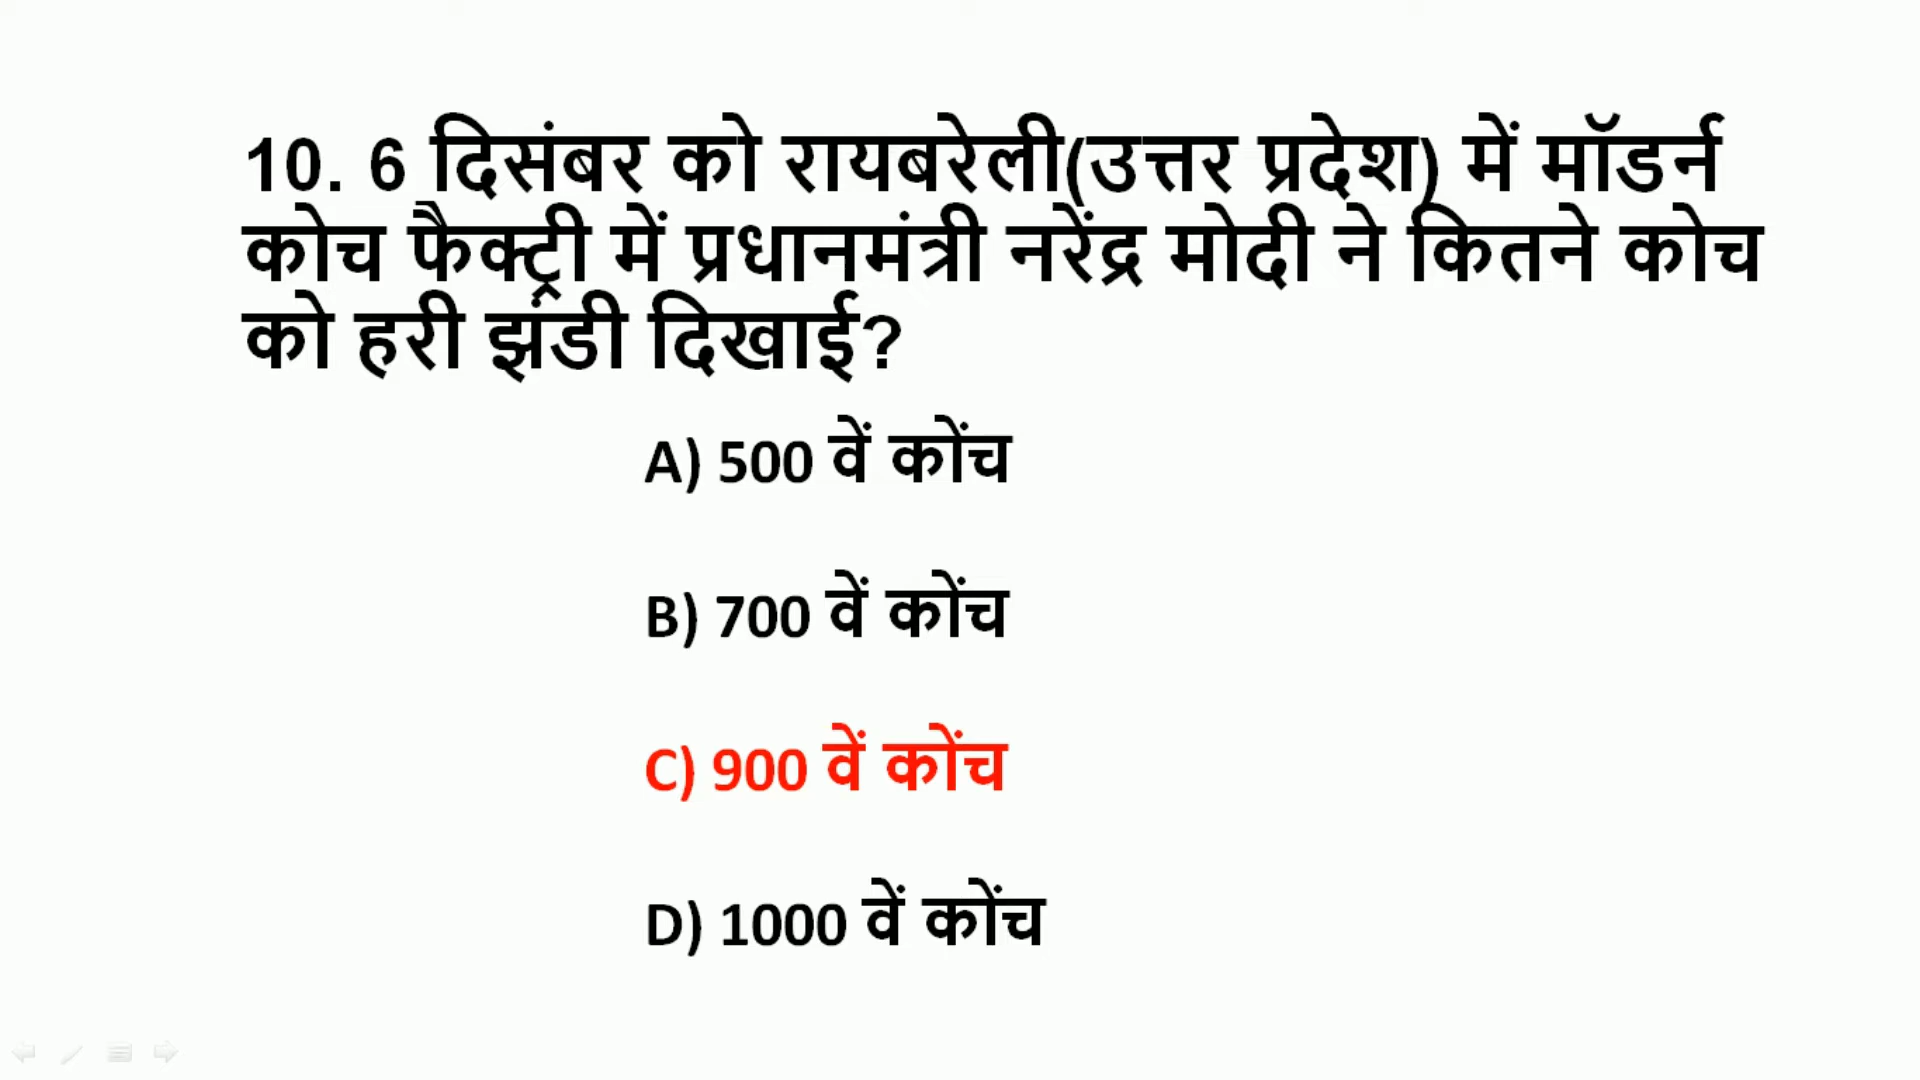 10. 6 दिसंबर को रायबरेली(उत्तर प्रदेश) में मॉडर्न
कोच फैक्ट्री में प्रधानमंत्री नरेंद्र मोदी ने कितने कोच
को हरी झंडी दिखाई?
A) 500 वें कोंच
B) 700 वें कोंच
C) 900 वें कोंच
D) 1000 वें कोंच